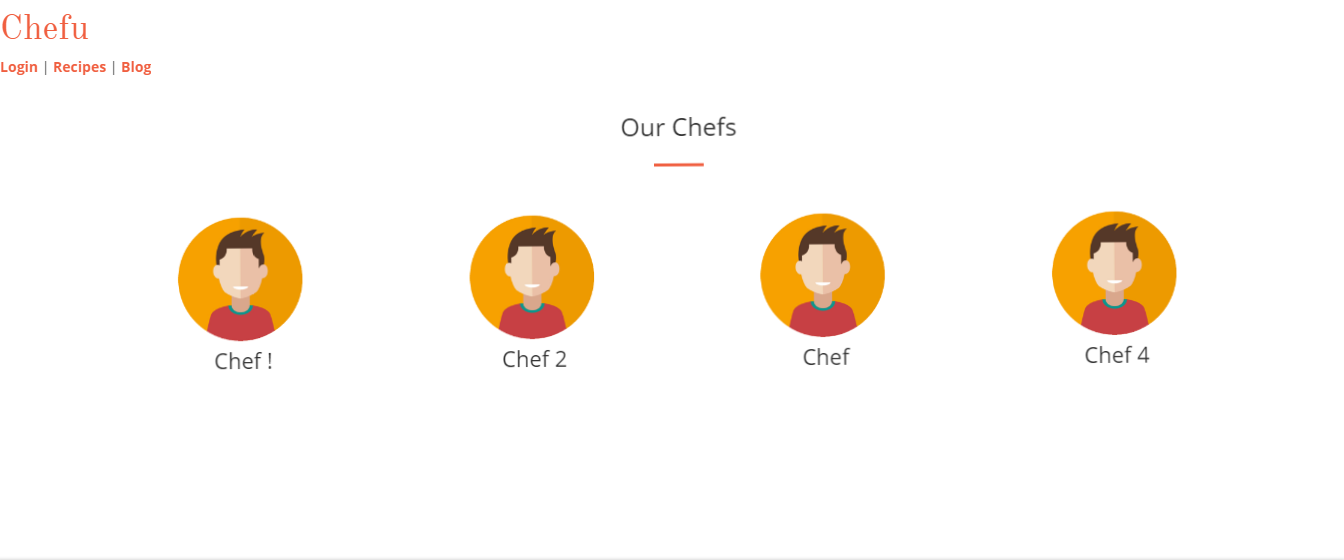 Chefu
Login | Recipes | Blog
Our Chefs
Chef ! Chef 2 Chef Chef 4